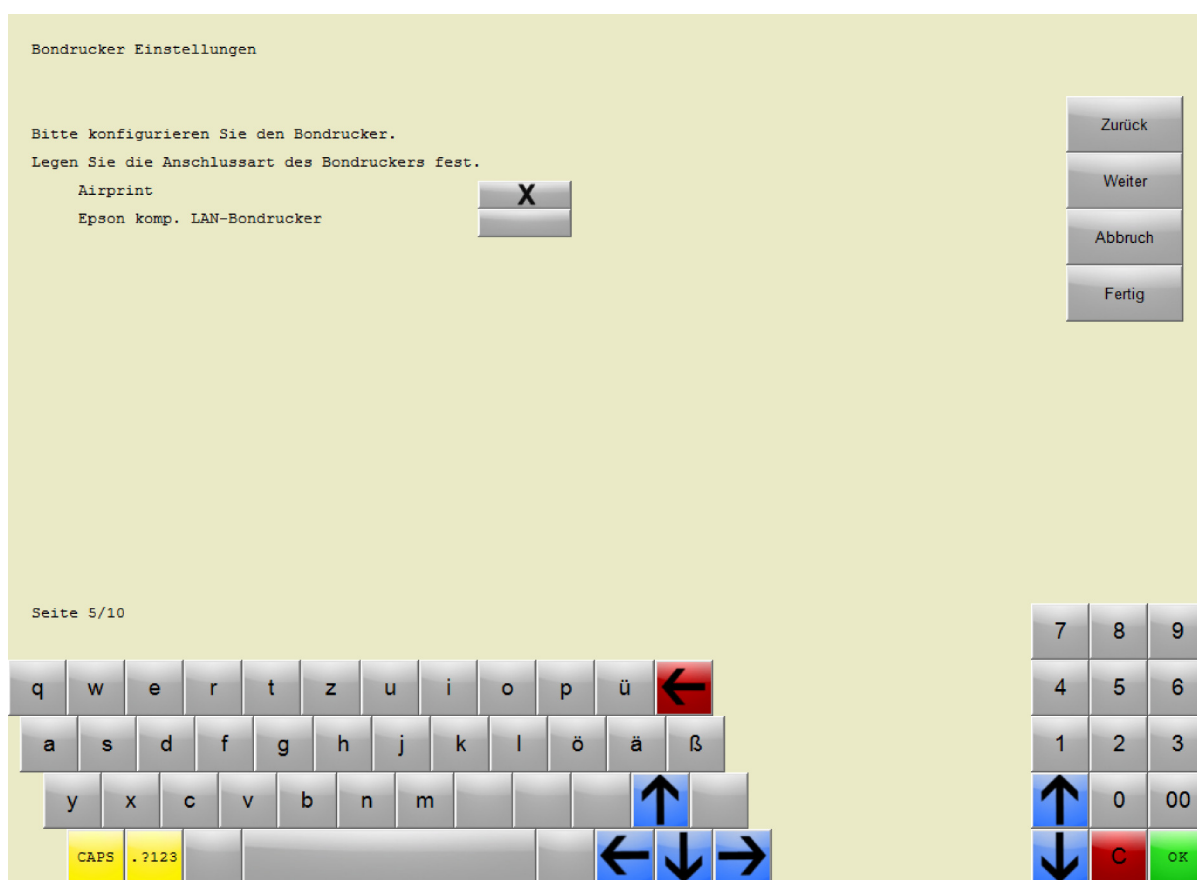 Bondrucker Einstellungen
Bitte konfigurieren Sie den Bondrucker.
Legen Sie die Anschlussart des Bondruckers fest.
Airprint X
Epson komp. LAN-Bondrucker
Zurück
Weiter
Abbruch
Fertig
Seite 5/10
7 8 9
q w e r t z u i o p ü
4 5 6
a s d f g h j k l ö ä ß
1 2 3
y x c v b n m
0 00
CAPS .?123
C OK